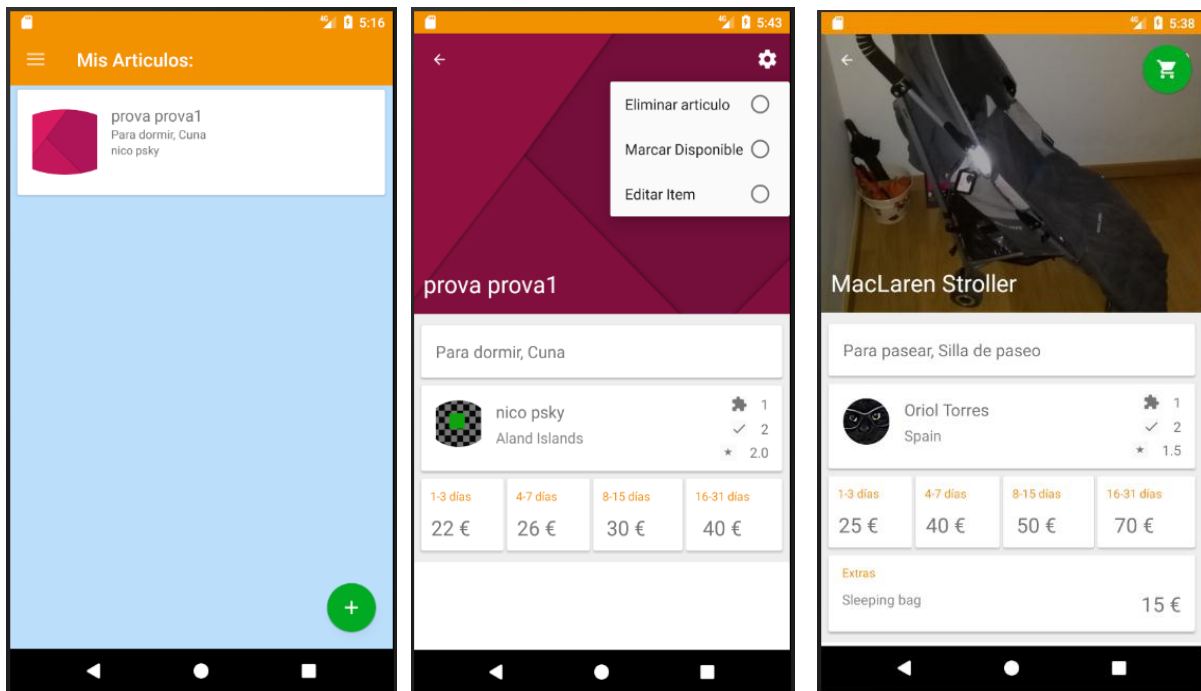 5:16
Mis Articulos:
prova prova1
Para dormir, Cuna
nico psky
+
5:43
Eliminar artículo
Marcar Disponible
Editar Item
prova prova1
Para dormir, Cuna
nico psky
Aland Islands
1
2
2.0
1-3 días
22 €
4-7 días
26 €
8-15 días
30 €
16-31 días
40 €
5:38
MacLaren Stroller
Para pasear, Silla de paseo
Oriol Torres
Spain
1
2
1.5
1-3 días
25 €
4-7 días
40 €
8-15 días
50 €
16-31 días
70 €
Extras
Sleeping bag
15 €